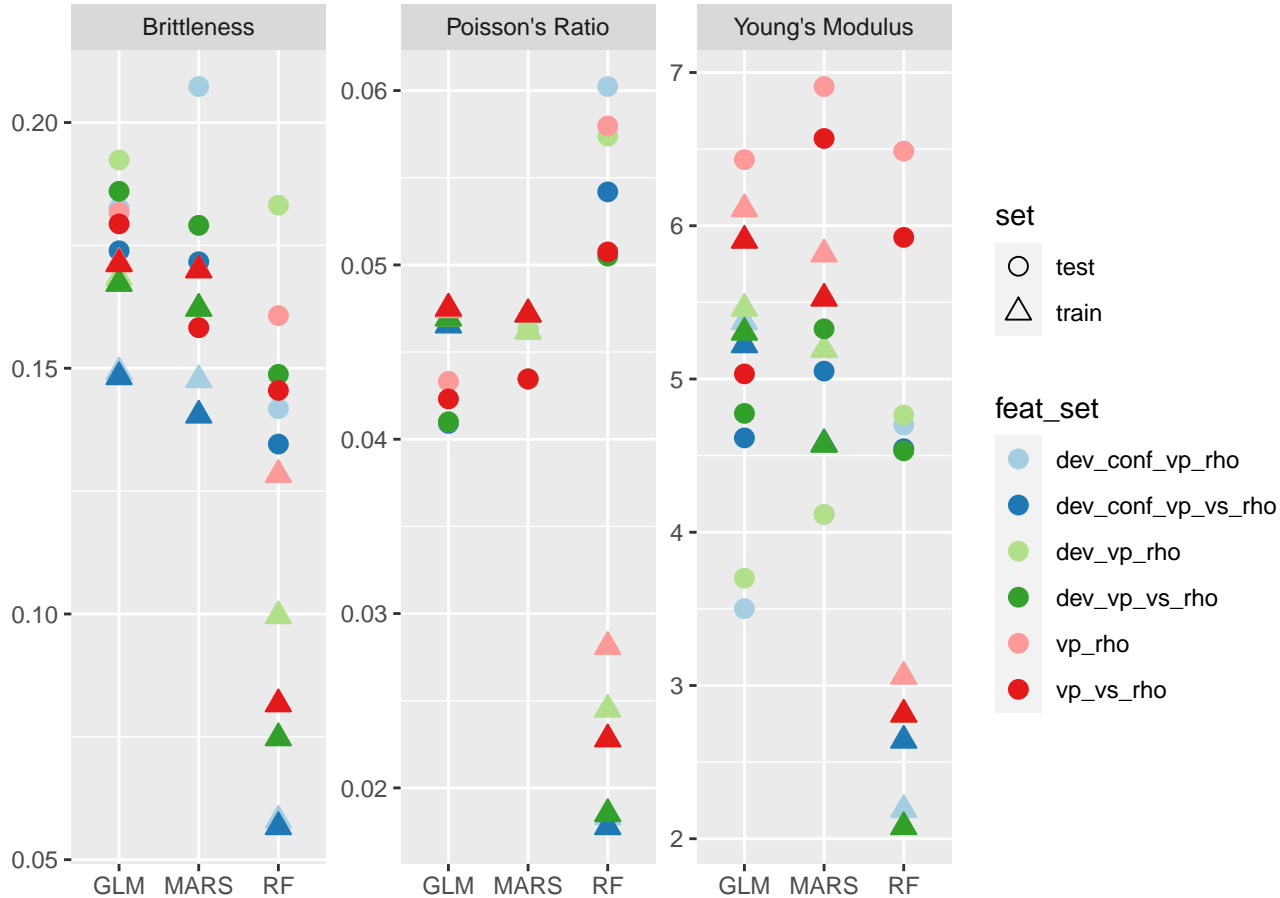 Brittleness
Poisson's Ratio
Young's Modulus
0.20
0.15
0.10
0.05
0.06
0.05
0.04
0.03
0.02
7
6
5
4
3
2
GLM MARS RF
GLM MARS RF
GLM MARS RF
set
test
train
feat_set
dev_conf_vp_rho
dev_conf_vp_vs_rho
dev_vp_rho
dev_vp_vs_rho
vp_rho
vp_vs_rho